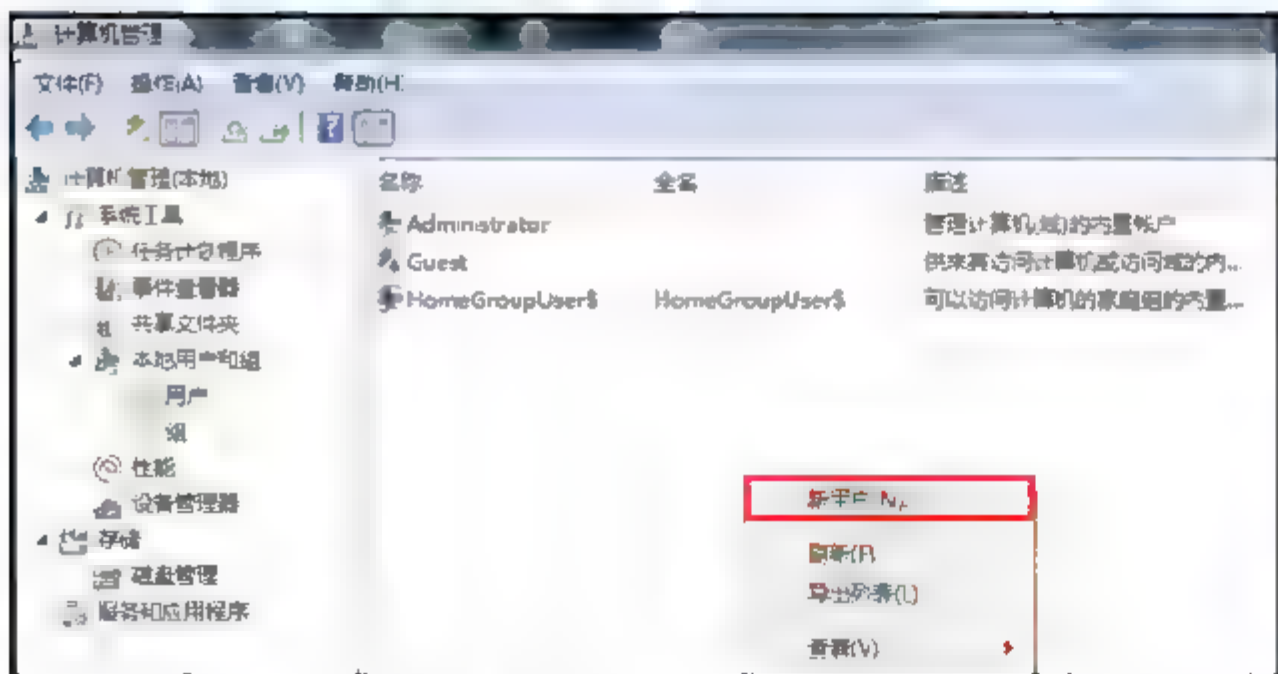 计算机管理
文件(F) 操作(A) 查看(V) 帮助(H)
计算机管理(本地)
系统工具
任务计划程序
事件查看器
共享文件夹
本地用户和组
用户
组
性能
设备管理器
存储
磁盘管理
服务和应用程序
名称 全名 描述
Administrator 管理计算机(域)的内置帐户
Guest 供来宾访问计算机或访问域的内...
HomeGroupUser$ HomeGroupUser$ 可以访问计算机的家庭组的内置...
新用户(N)...
刷新(F)
导出列表(L)
查看(V)